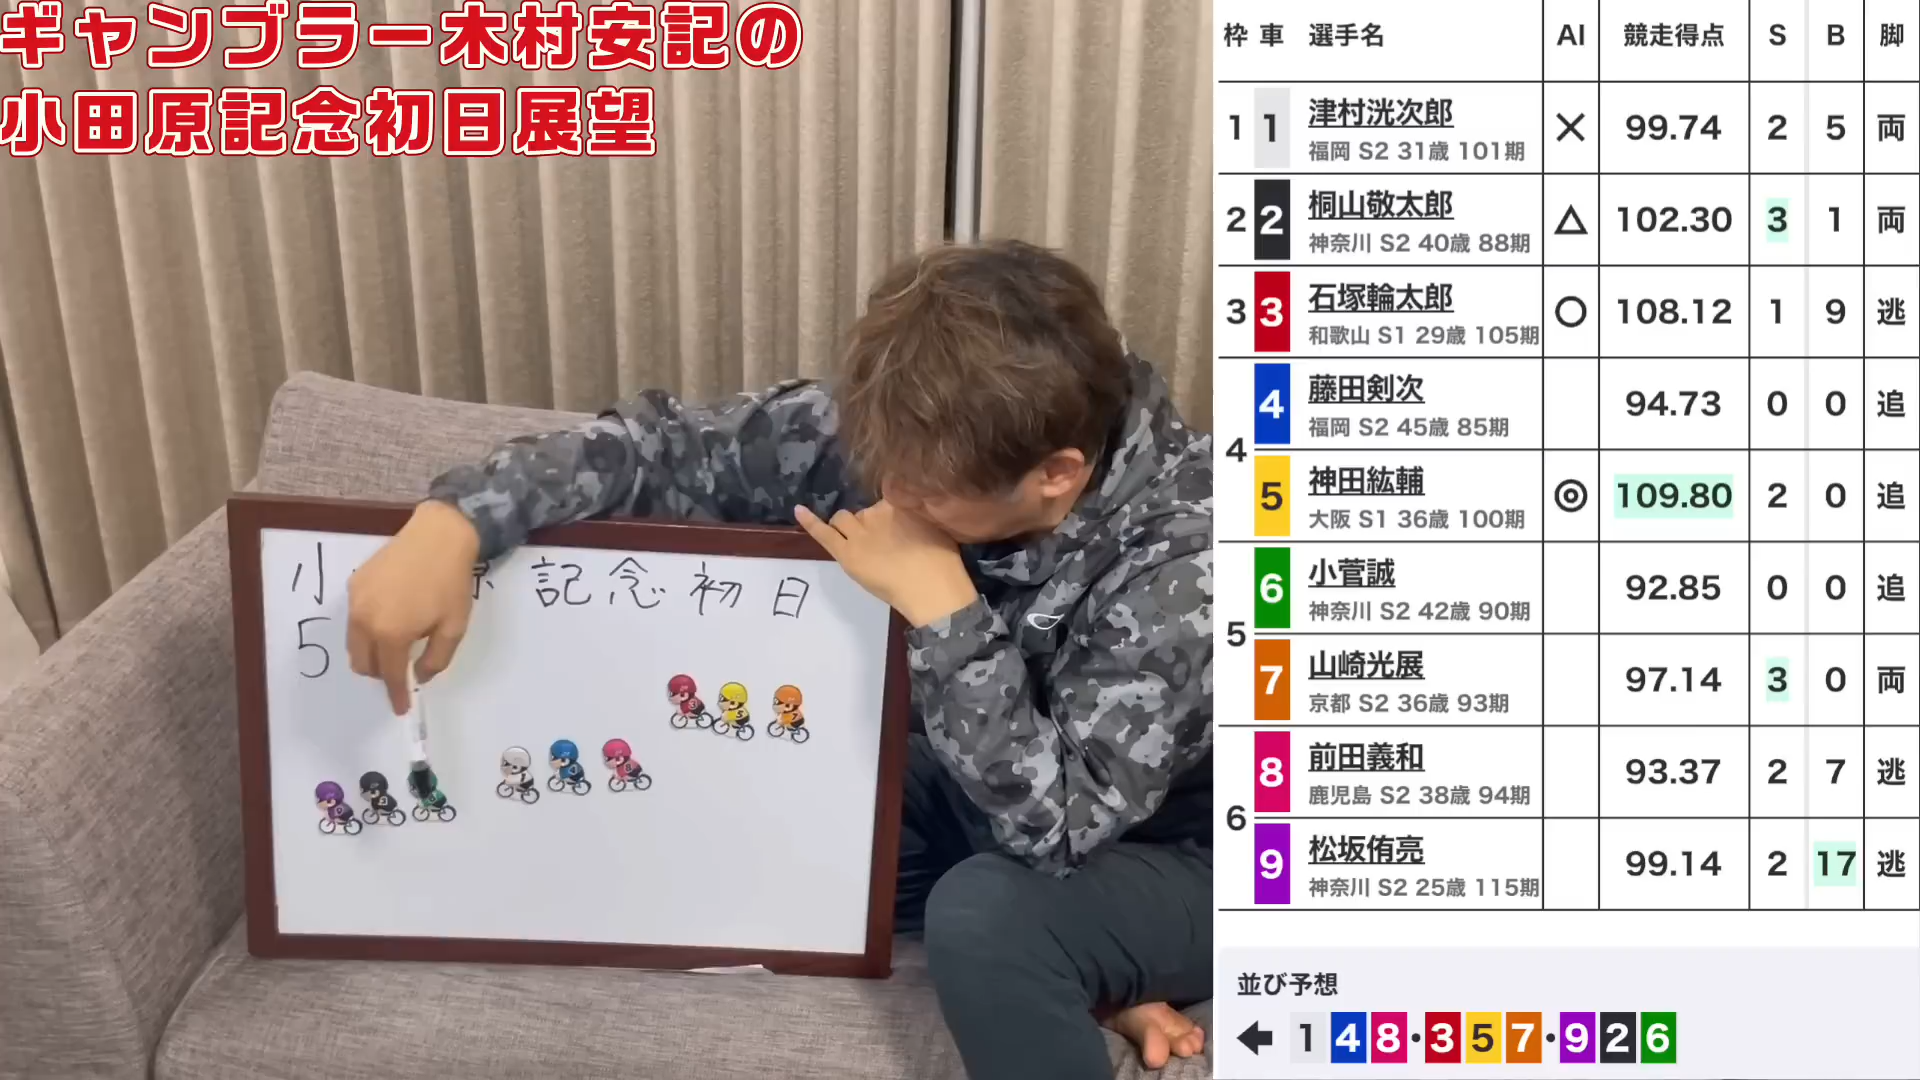 ギャンブラー木村安記の
小田原記念初日展望
小 記念初日
5
枠 車 選手名 AI 競走得点 S B 脚
1 1 津村洸次郎 × 99.74 2 5 両
福岡 S2 31歳 101期
2 2 桐山敬太郎 △ 102.30 3 1 両
神奈川 S2 40歳 88期
3 3 石塚輪太郎 ○ 108.12 1 9 逃
和歌山 S1 29歳 105期
4 4 藤田剣次 94.73 0 0 追
福岡 S2 45歳 85期
5 神田紘輔 ◎ 109.80 2 0 追
大阪 S1 36歳 100期
5 6 小菅誠 92.85 0 0 追
神奈川 S2 42歳 90期
7 山崎光展 97.14 3 0 両
京都 S2 36歳 93期
6 8 前田義和 93.37 2 7 逃
鹿児島 S2 38歳 94期
9 松坂侑亮 99.14 2 17 逃
神奈川 S2 25歳 115期
並び予想
← 1 4 8・3 5 7・9 2 6